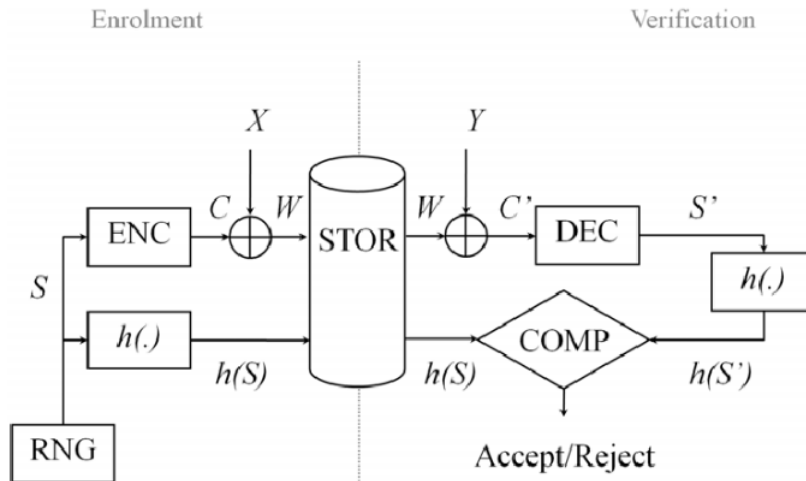 Enrolment
Verification
X
Y
C
W
W
C'
S'
ENC
STOR
DEC
S
h(.)
h(.)
COMP
h(S)
h(S)
h(S')
RNG
Accept/Reject